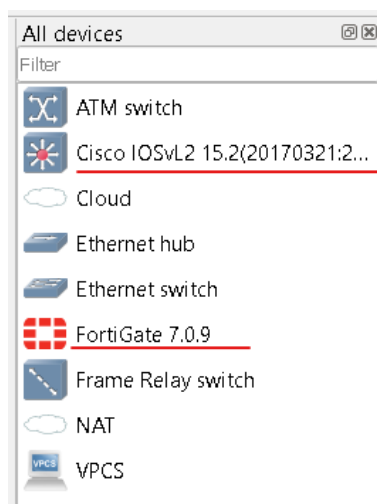 All devices
Filter
ATM switch
Cisco IOSvL2 15.2(20170321:2...
Cloud
Ethernet hub
Ethernet switch
FortiGate 7.0.9
Frame Relay switch
NAT
VPCS
VPCS